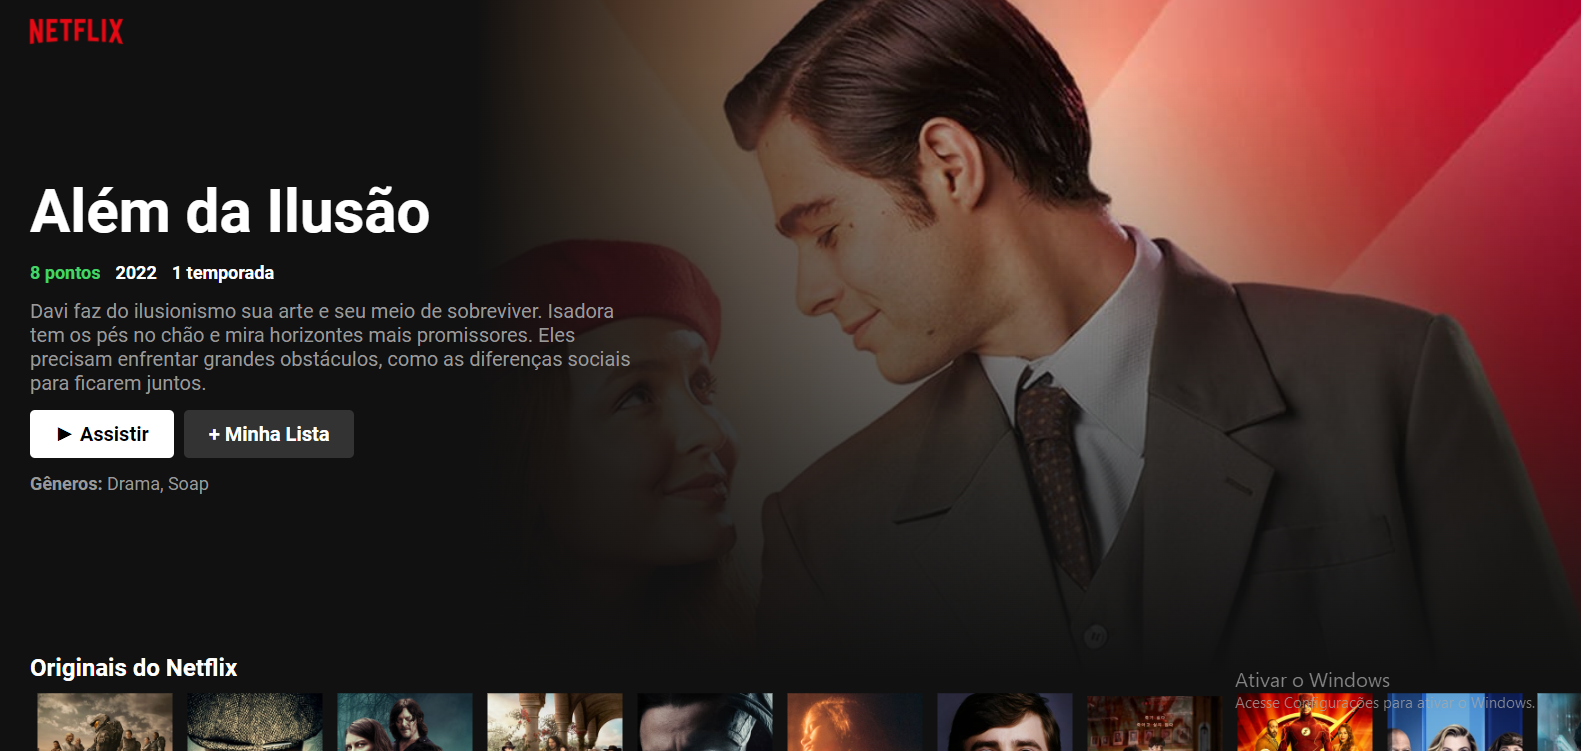 NETFLIX
Além da Ilusão
8 pontos 2022 1 temporada
Davi faz do ilusionismo sua arte e seu meio de sobreviver. Isadora
tem os pés no chão e mira horizontes mais promissores. Eles
precisam enfrentar grandes obstáculos, como as diferenças sociais
para ficarem juntos.
► Assistir
+ Minha Lista
Gêneros: Drama, Soap
Originais do Netflix
Ativar o Windows
Acesse Configurações para ativar o Windows.